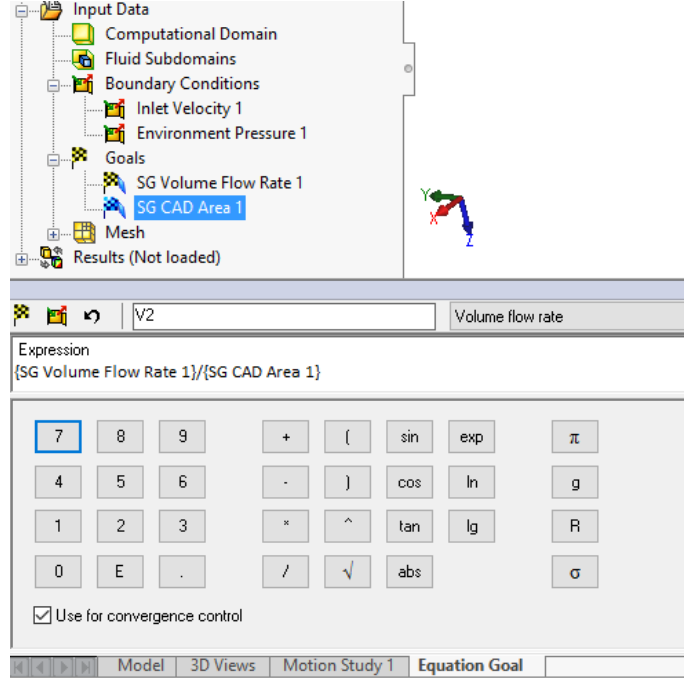 Input Data
Computational Domain
Fluid Subdomains
Boundary Conditions
Inlet Velocity 1
Environment Pressure 1
Goals
SG Volume Flow Rate 1
SG CAD Area 1
Mesh
Results (Not loaded)
Y
X
Z
V2 Volume flow rate
Expression
{SG Volume Flow Rate 1}/{SG CAD Area 1}
7 8 9 + ( sin exp π
4 5 6 - ) cos ln g
1 2 3 * ^ tan lg R
0 E . / √ abs σ
Use for convergence control
Model 3D Views Motion Study 1 Equation Goal